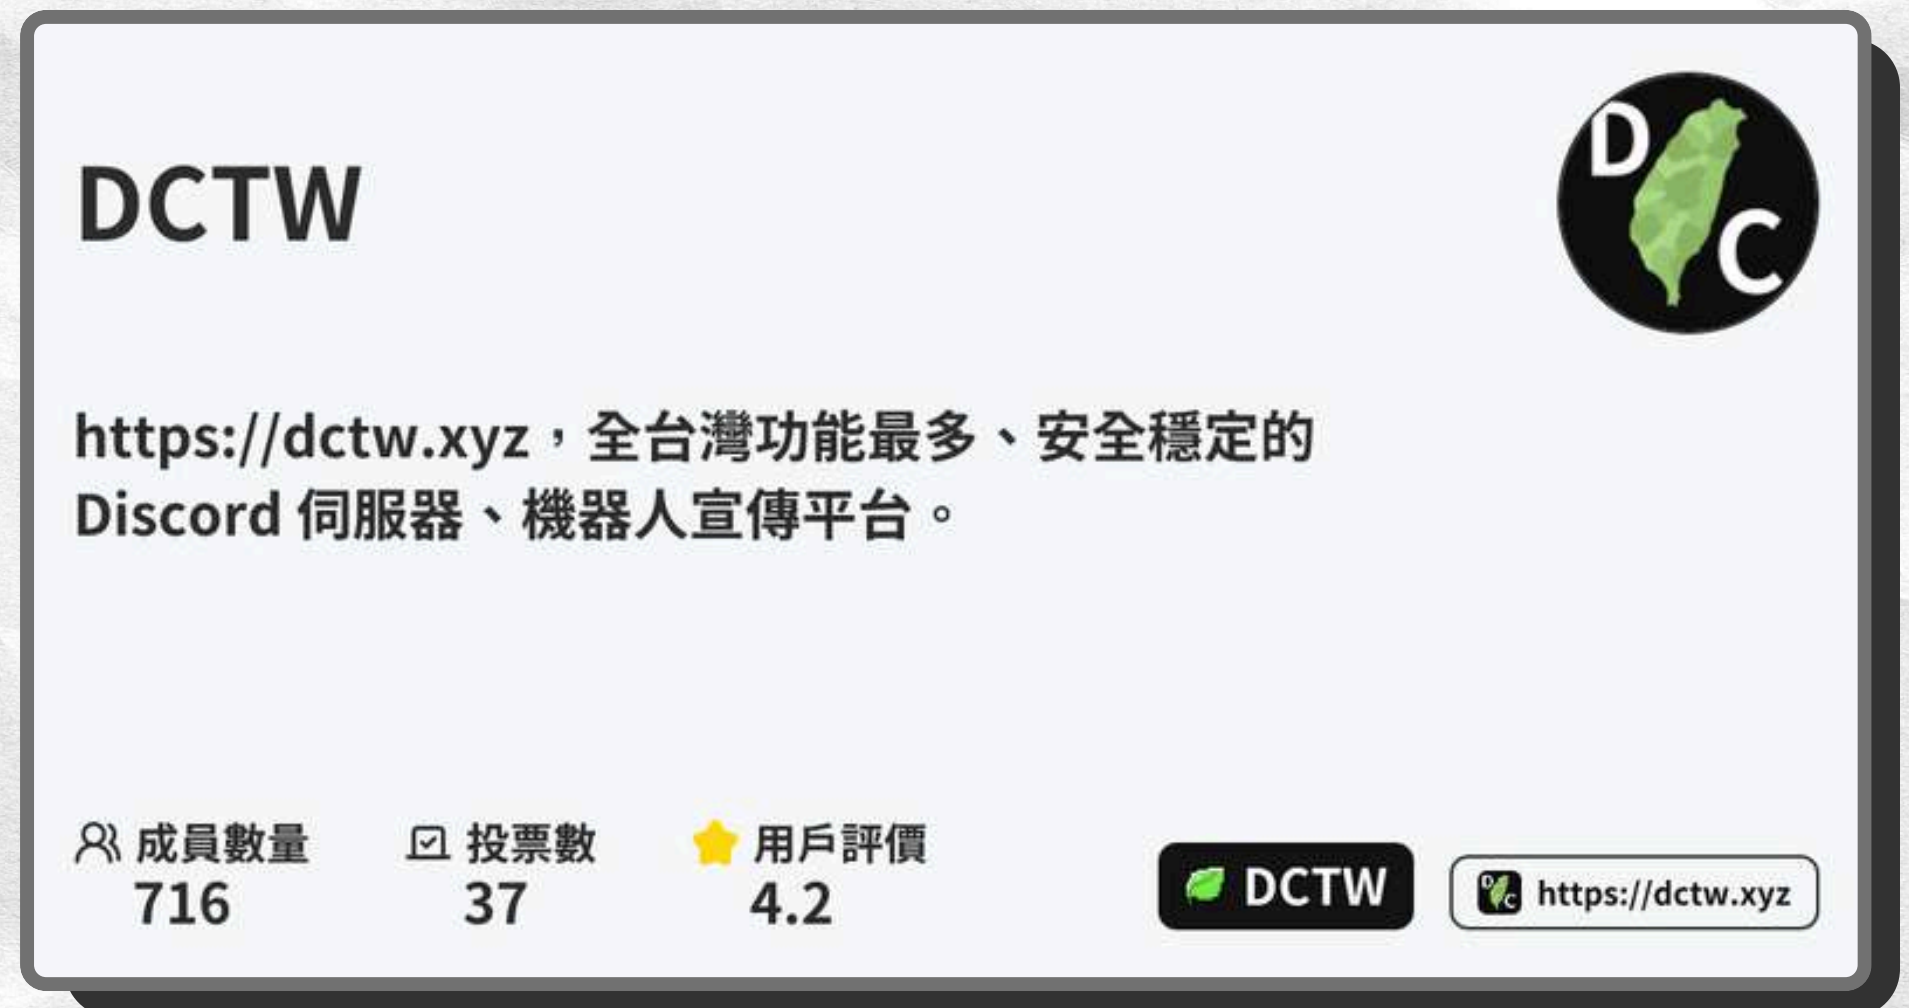 DCTW
D
C
https://dctw.xyz，全台灣功能最多、安全穩定的
Discord 伺服器、機器人宣傳平台。
成員數量
716
投票數
37
用戶評價
4.2
DCTW
DC
https://dctw.xyz